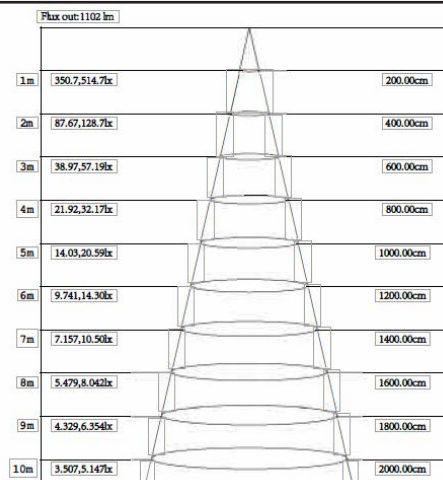 Flux out:1102 lm
1m 350.7,514.7lx 200.00cm
2m 87.67,128.7lx 400.00cm
3m 38.97,57.19lx 600.00cm
4m 21.92,32.17lx 800.00cm
5m 14.03,20.59lx 1000.00cm
6m 9.741,14.30lx 1200.00cm
7m 7.157,10.50lx 1400.00cm
8m 5.479,8.042lx 1600.00cm
9m 4.329,6.354lx 1800.00cm
10m 3.507,5.147lx 2000.00cm